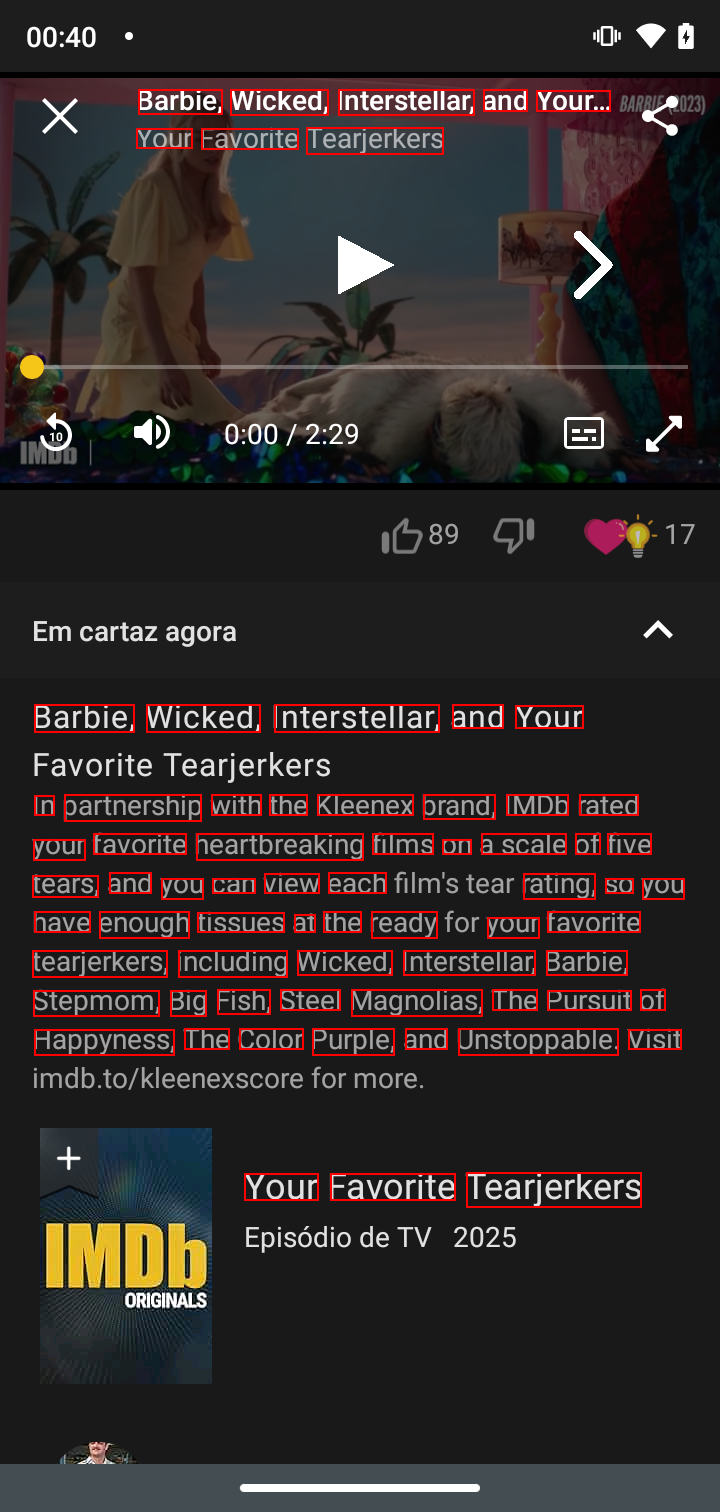 00:40
Barbie, Wicked, Interstellar, and Your...
BARBIE (2023)
Your Favorite Tearjerkers
10
0:00 / 2:29
IMDb
89
17
Em cartaz agora
Barbie, Wicked, Interstellar, and Your
Favorite Tearjerkers
In partnership with the Kleenex brand, IMDb rated
your favorite heartbreaking films on a scale of five
tears, and you can view each film's tear rating, so you
have enough tissues at the ready for your favorite
tearjerkers, including Wicked, Interstellar, Barbie,
Stepmom, Big Fish, Steel Magnolias, The Pursuit of
Happyness, The Color Purple, and Unstoppable. Visit
imdb.to/kleenexscore for more.
IMDb
ORIGINALS
Your Favorite Tearjerkers
Episódio de TV 2025